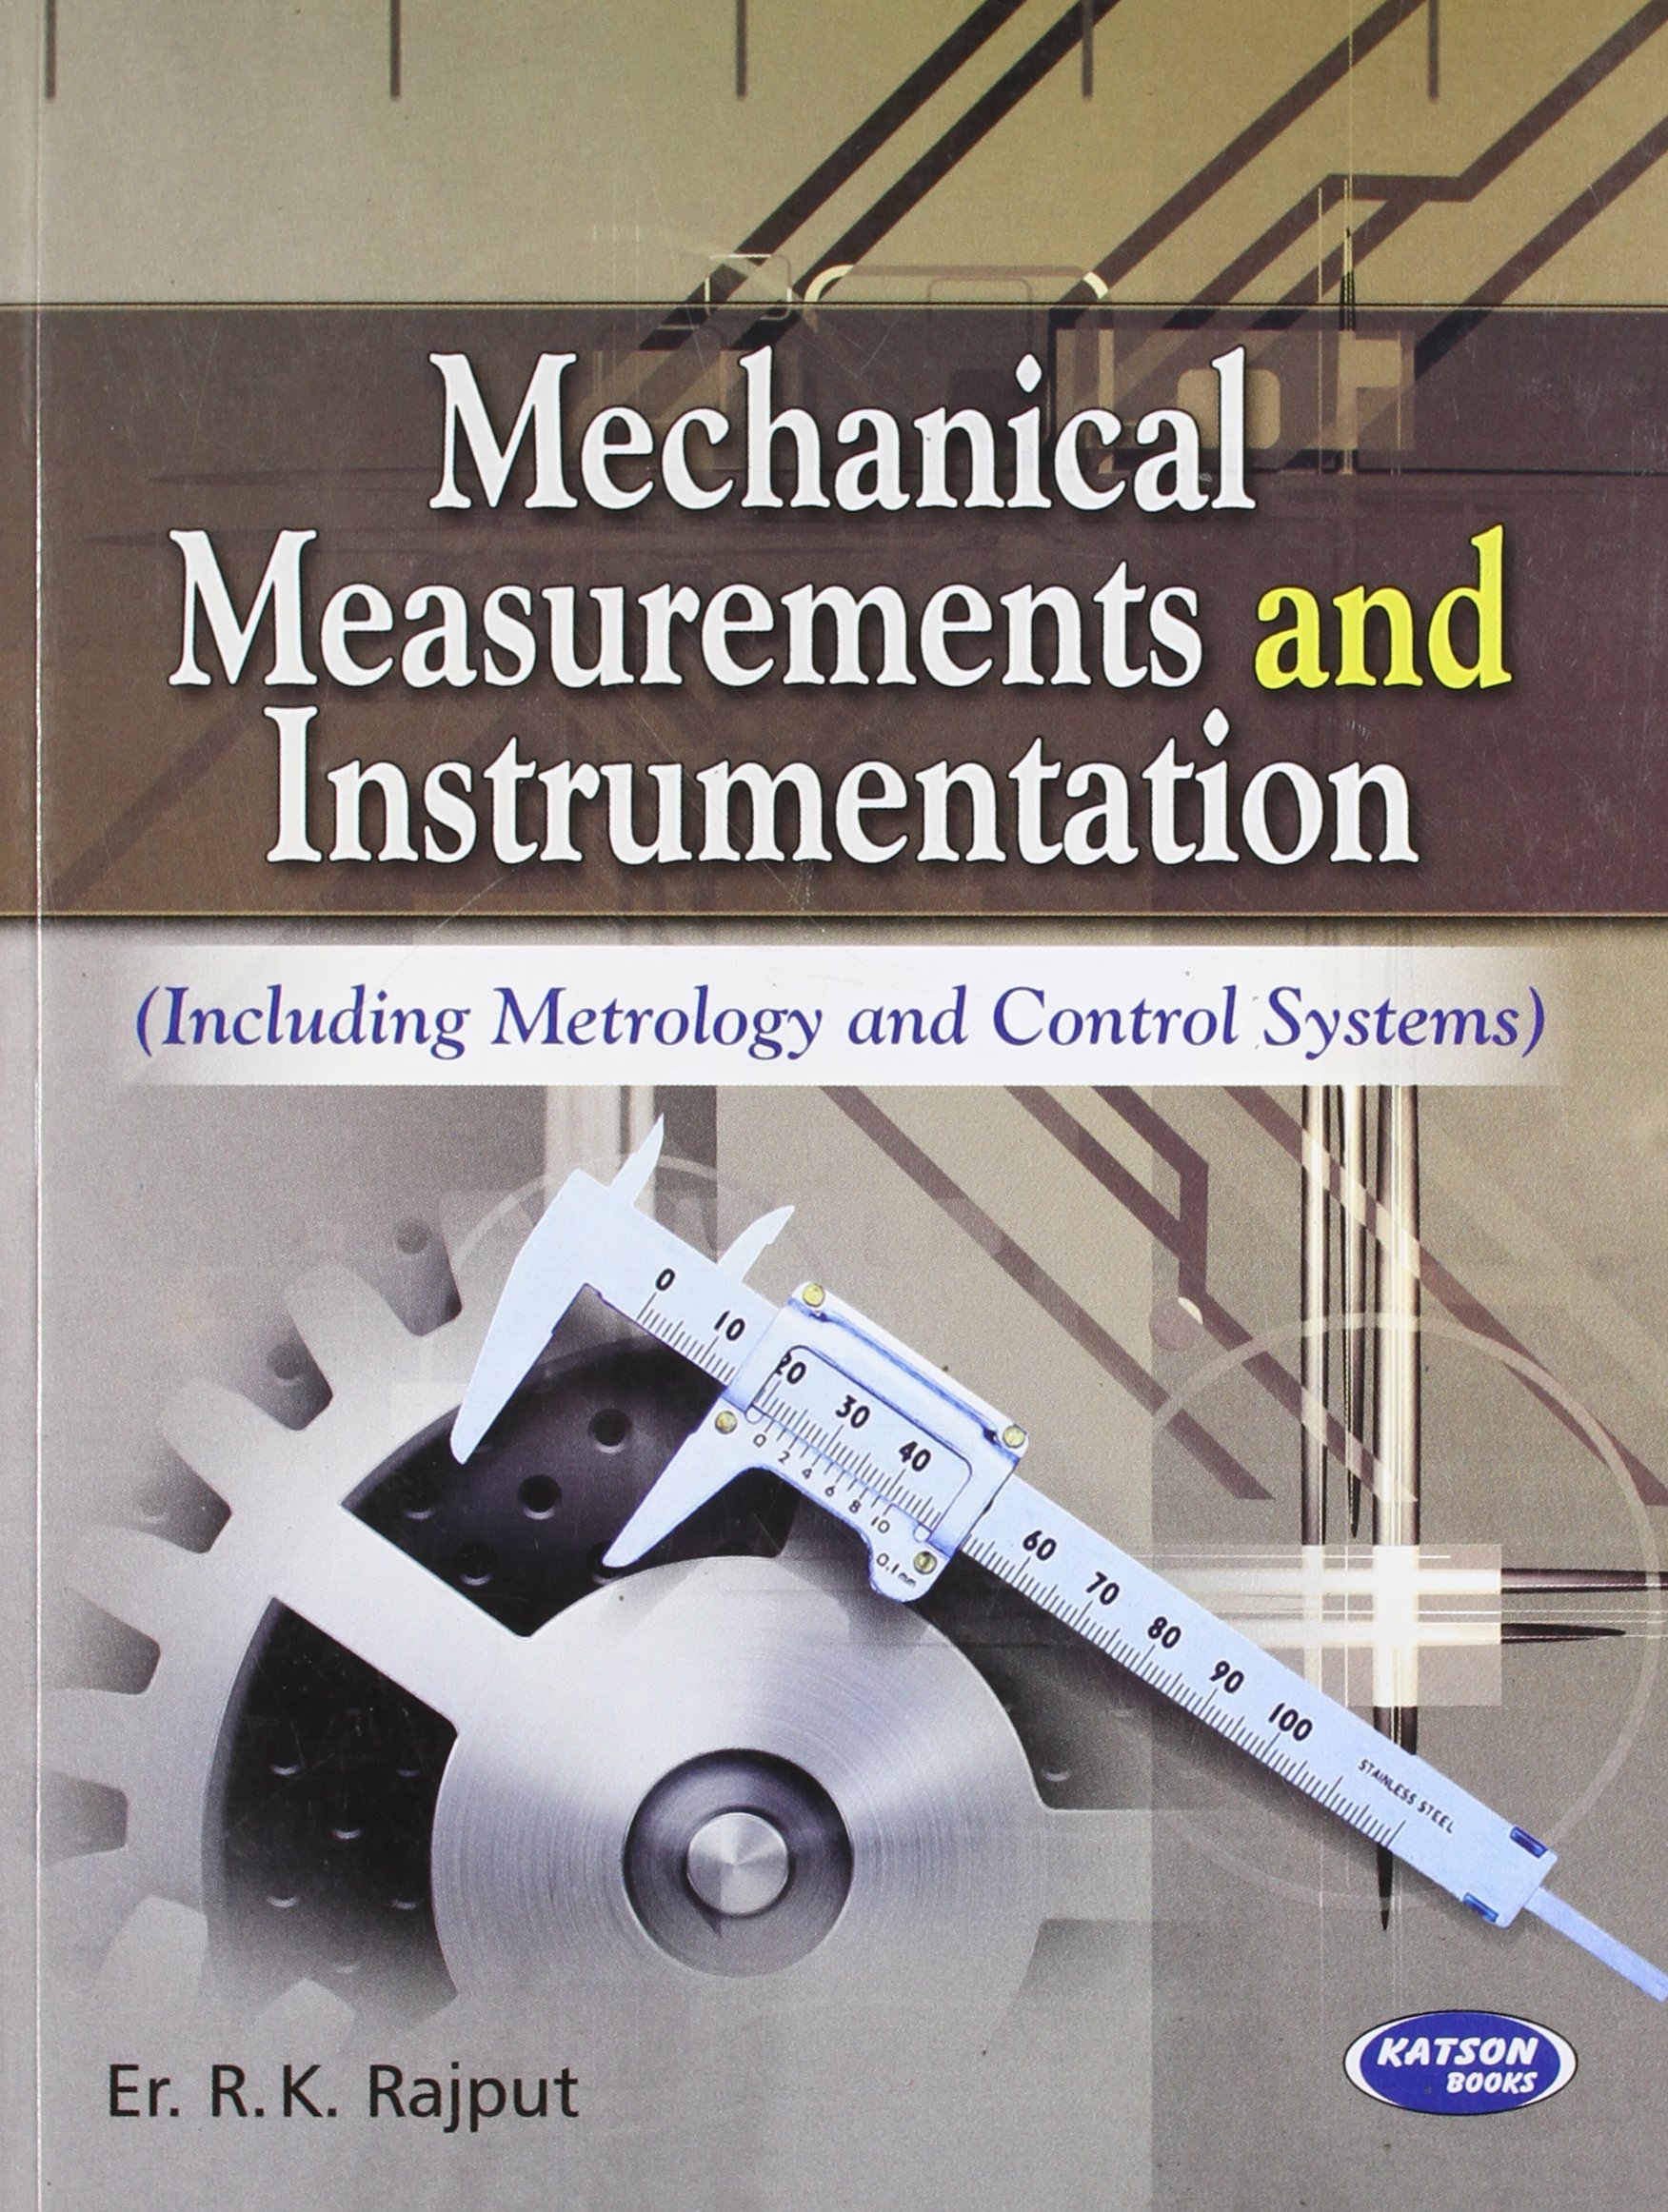 Mechanical
Measurements and
Instrumentation
(Including Metrology and Control Systems)
0
10
20
30
40
0
2
4
6
8
10
0.1mm
60
70
80
90
100
STAINLESS STEEL
Er. R. K. Rajput
KATSON
BOOKS